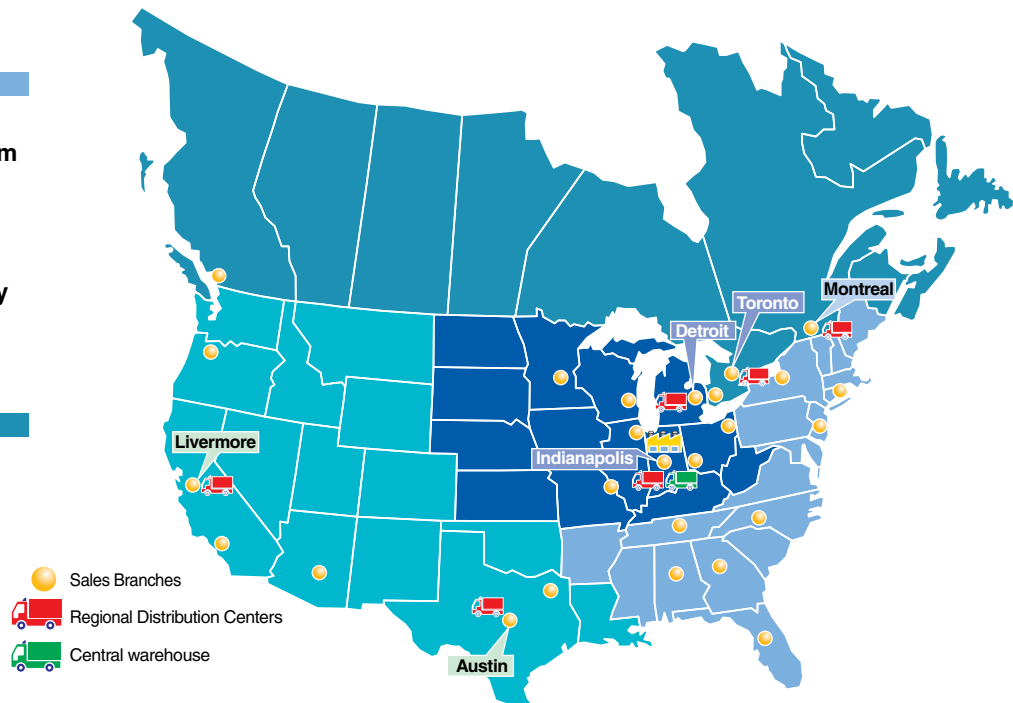 m
y
Montreal
Toronto
Detroit
Livermore
Indianapolis
Sales Branches
Regional Distribution Centers
Central warehouse
Austin